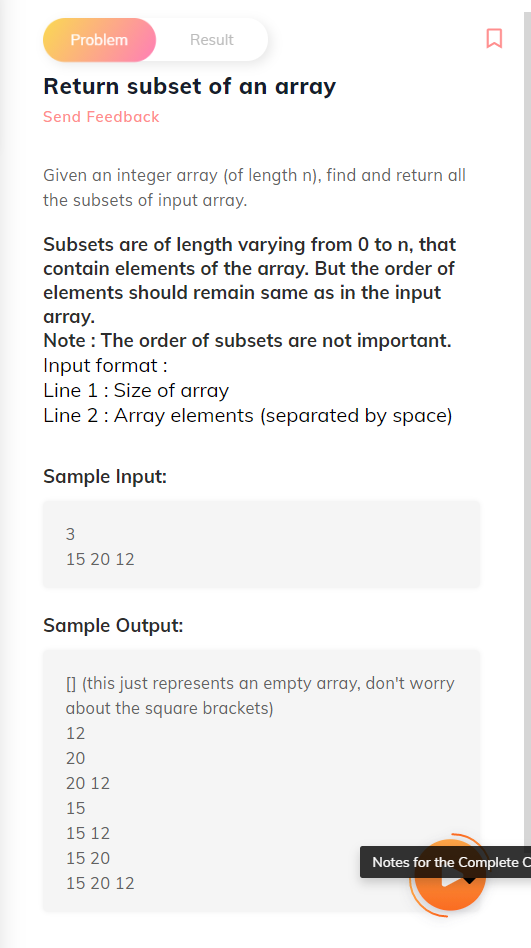 Problem
Result
Return subset of an array
Send Feedback
Given an integer array (of length n), find and return all
the subsets of input array.
Subsets are of length varying from 0 to n, that
contain elements of the array. But the order of
elements should remain same as in the input
array.
Note : The order of subsets are not important.
Input format :
Line 1 : Size of array
Line 2 : Array elements (separated by space)
Sample Input:
3
15 20 12
Sample Output:
[] (this just represents an empty array, don't worry
about the square brackets)
12
20
20 12
15
15 12
15 20
15 20 12
Notes for the Complete C